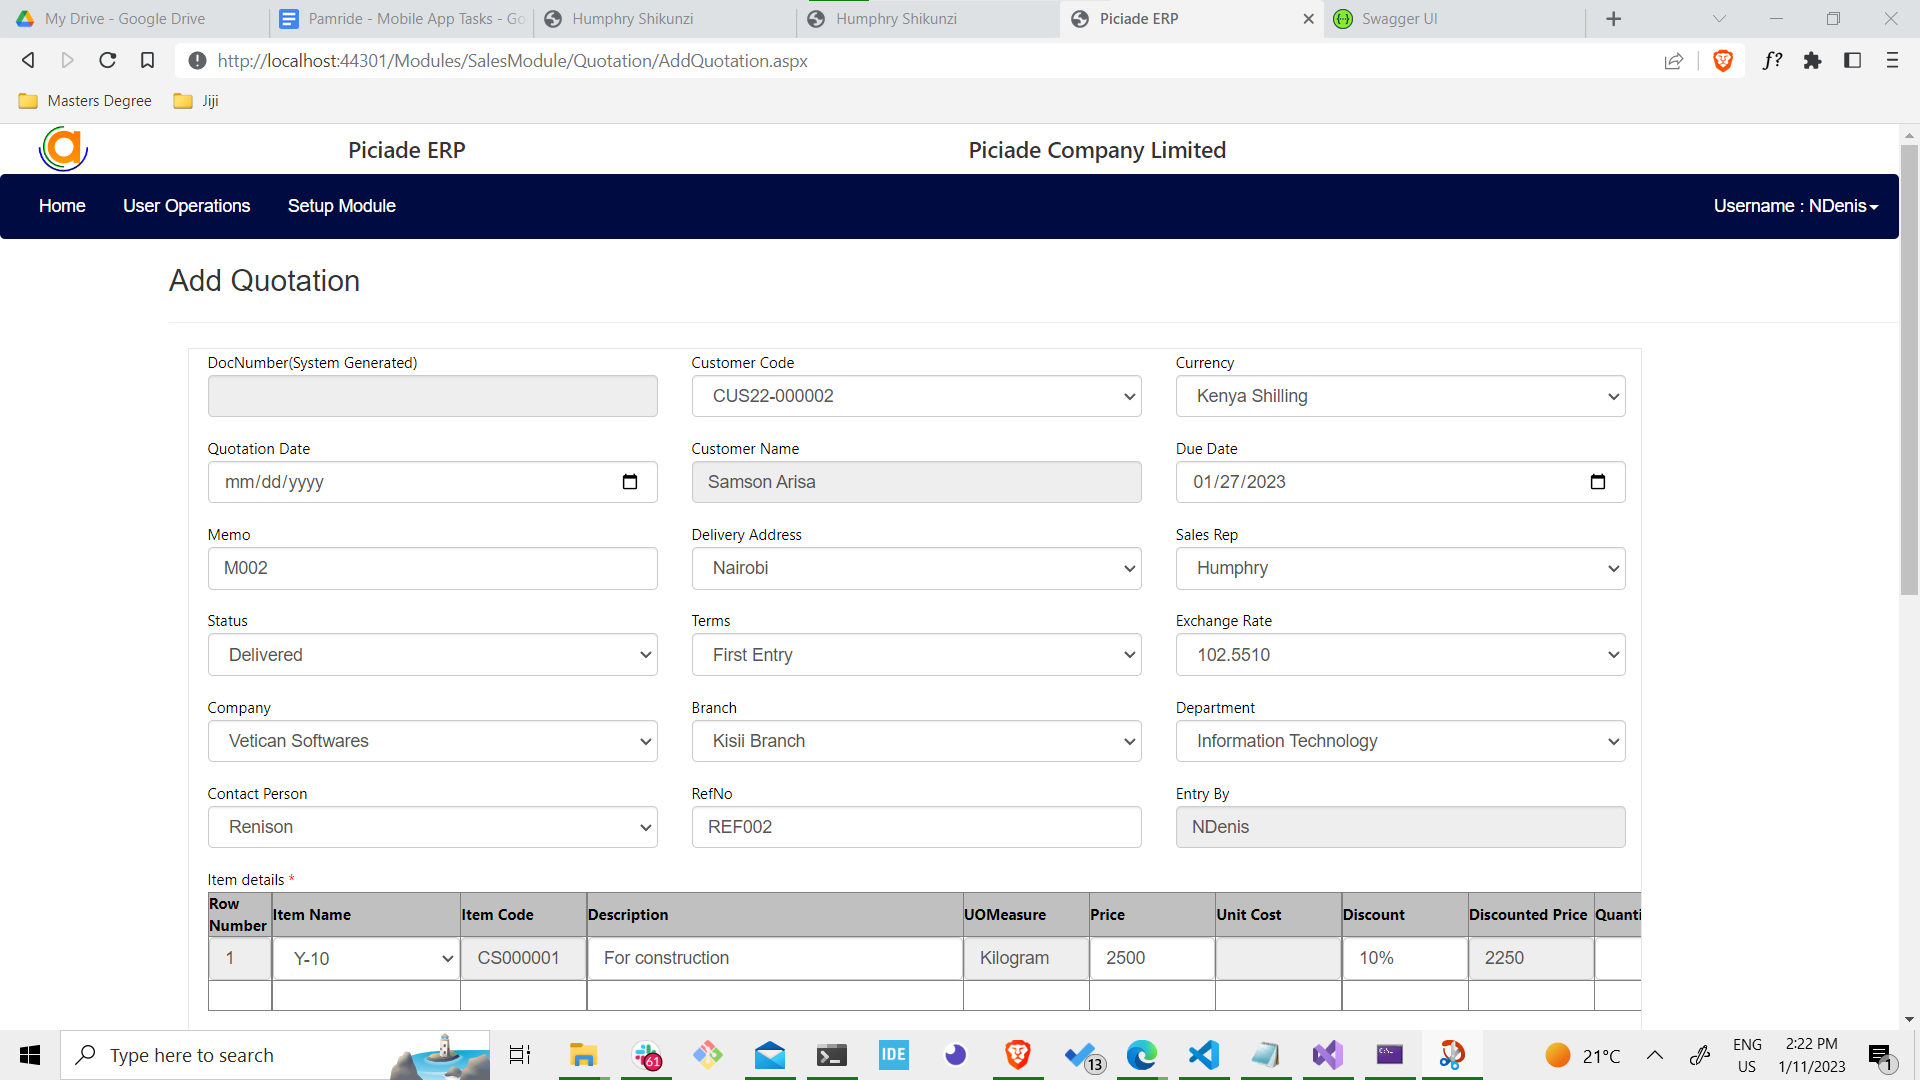 My Drive - Google Drive
Pamride - Mobile App Tasks - Go
Humphry Shikunzi
Humphry Shikunzi
Piciade ERP
Swagger UI
http://localhost:44301/Modules/SalesModule/Quotation/AddQuotation.aspx
Masters Degree
Jiji
Piciade ERP
Piciade Company Limited
Home
User Operations
Setup Module
Username : NDenis
Add Quotation
DocNumber(System Generated)
Customer Code
Currency
CUS22-000002
Kenya Shilling
Quotation Date
Customer Name
Due Date
mm/dd/yyyy
Samson Arisa
01/27/2023
Memo
Delivery Address
Sales Rep
M002
Nairobi
Humphry
Status
Terms
Exchange Rate
Delivered
First Entry
102.5510
Company
Branch
Department
Vetican Softwares
Kisii Branch
Information Technology
Contact Person
RefNo
Entry By
Renison
REF002
NDenis
Item details *
Row Number
Item Name
Item Code
Description
UOMeasure
Price
Unit Cost
Discount
Discounted Price
Quanti
1
Y-10
CS000001
For construction
Kilogram
2500
10%
2250
Type here to search
61
IDE
13
21°C
ENG
US
2:22 PM
1/11/2023
1